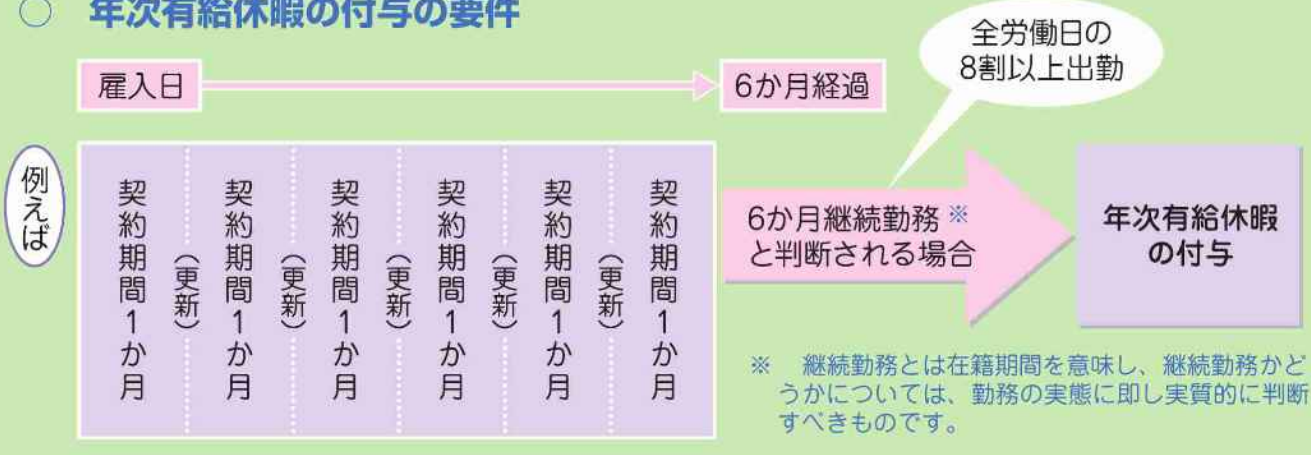 ○ 年次有給休暇の付与の要件
雇入日
6か月経過
全労働日の
8割以上出勤
例えば
契約期間1か月
(更新)
契約期間1か月
(更新)
契約期間1か月
(更新)
契約期間1か月
(更新)
契約期間1か月
(更新)
契約期間1か月
6か月継続勤務※
と判断される場合
年次有給休暇
の付与
※ 継続勤務とは在籍期間を意味し、継続勤務かど
うかについては、勤務の実態に即し実質的に判断
すべきものです。